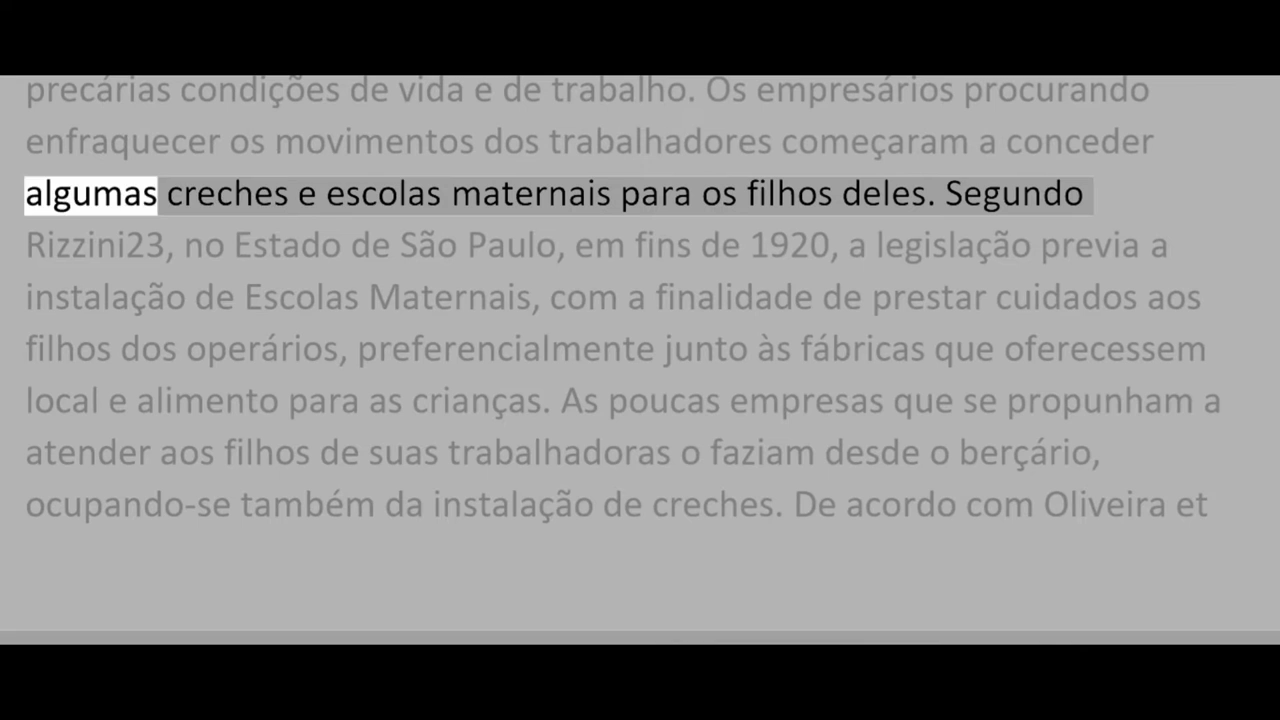 precárias condições de vida e de trabalho. Os empresários procurando
enfraquecer os movimentos dos trabalhadores começaram a conceder
algumas creches e escolas maternais para os filhos deles. Segundo
Rizzini23, no Estado de São Paulo, em fins de 1920, a legislação previa a
instalação de Escolas Maternais, com a finalidade de prestar cuidados aos
filhos dos operários, preferencialmente junto às fábricas que oferecessem
local e alimento para as crianças. As poucas empresas que se propunham a
atender aos filhos de suas trabalhadoras o faziam desde o berçário,
ocupando-se também da instalação de creches. De acordo com Oliveira et